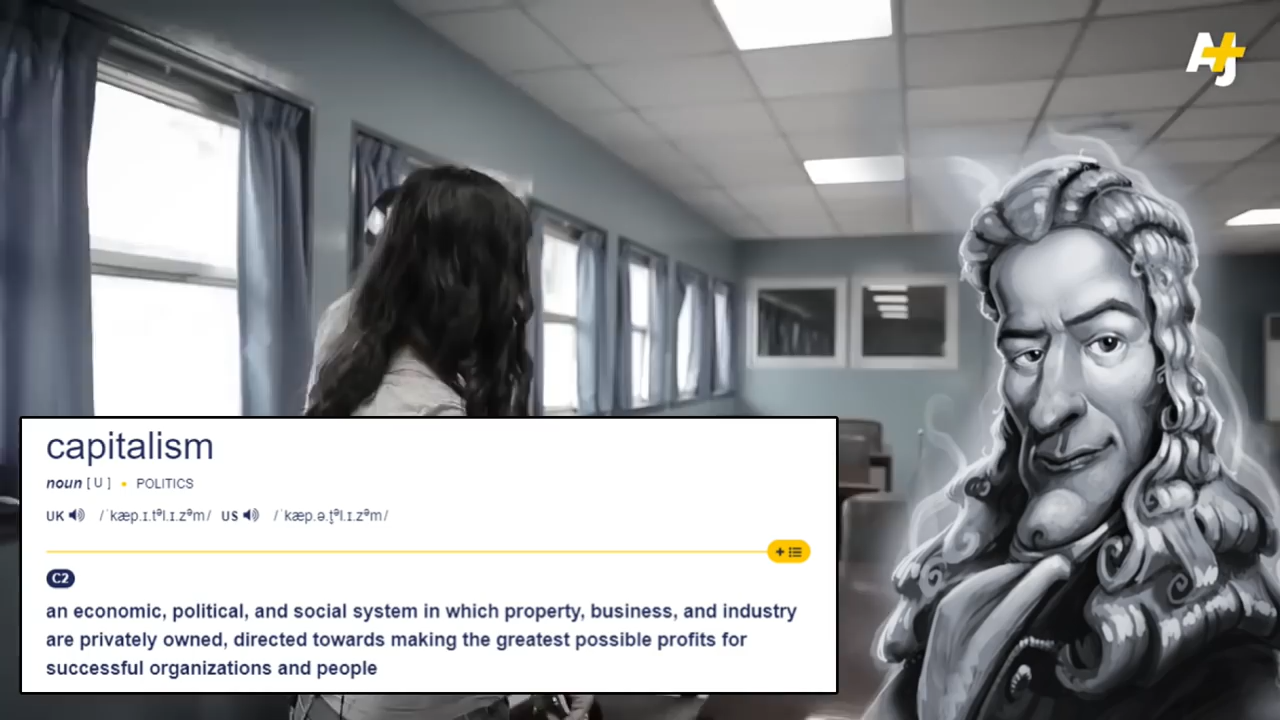 AJ+
capitalism
noun [ U ] • POLITICS
UK /ˈkæp.ɪ.tᵊl.ɪ.zᵊm/ US /ˈkæp.ə.t̬ᵊl.ɪ.zᵊm/
C2
an economic, political, and social system in which property, business, and industry
are privately owned, directed towards making the greatest possible profits for
successful organizations and people